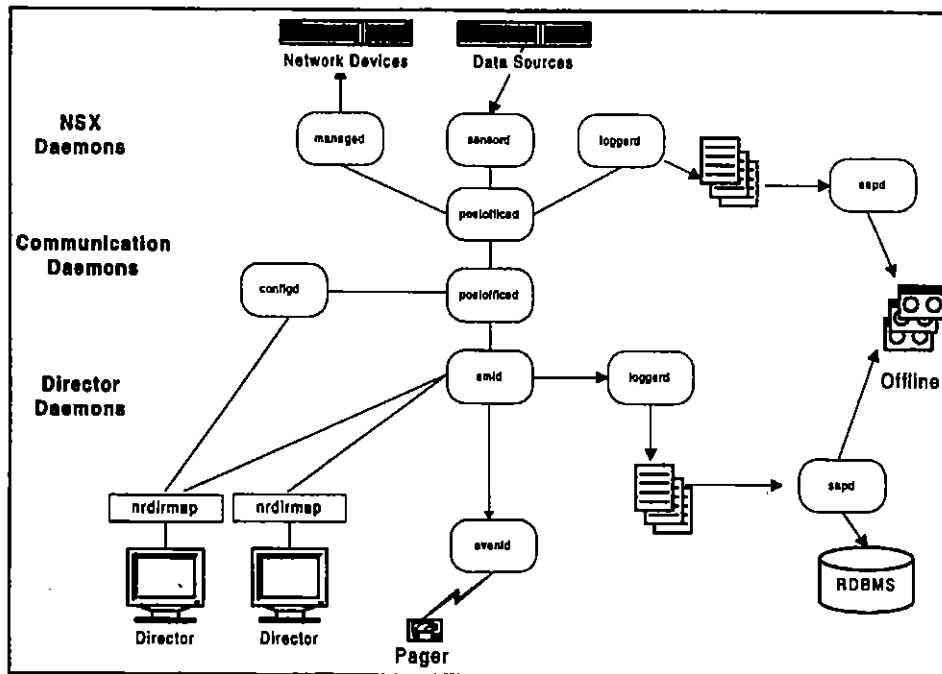 Network Devices
Data Sources
NSX
Daemons
managed
sensord
loggerd
sapd
postofficed
Communication
Daemons
configd
postofficed
Offline
Director
Daemons
smid
loggerd
nrdirmap
nrdirmap
sapd
eventd
RDBMS
Director
Director
Pager